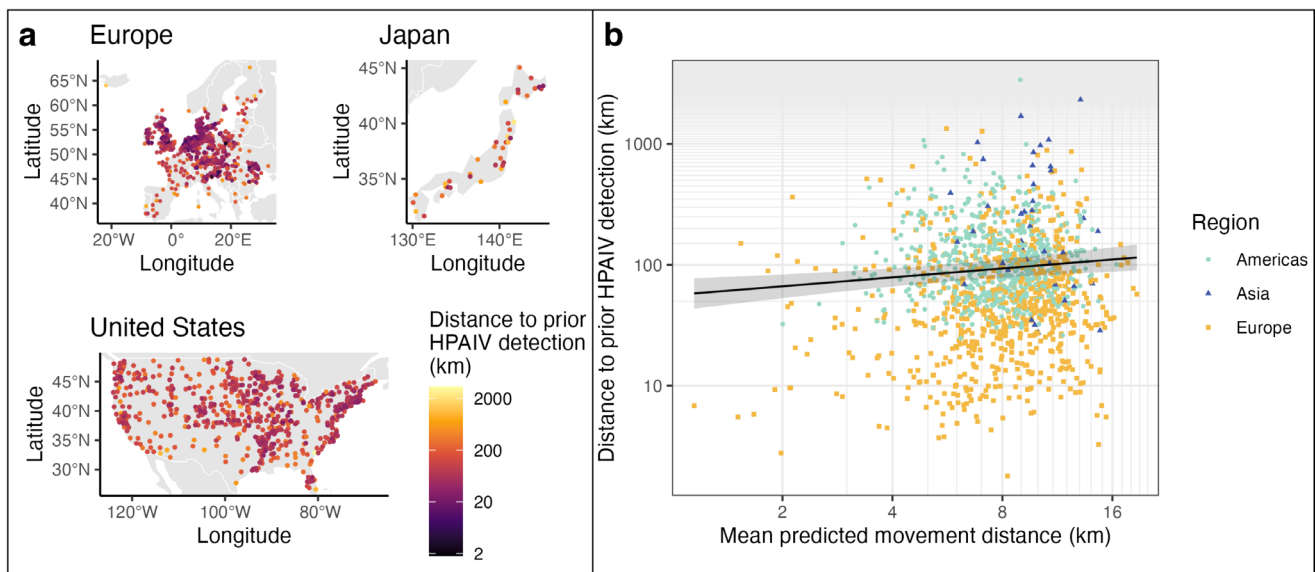 a
Europe
65°N
60°N
55°N
50°N
45°N
40°N
Latitude
20°W 0° 20°E
Longitude
Japan
45°N
40°N
35°N
Latitude
130°E 140°E
Longitude
United States
45°N
40°N
35°N
30°N
Latitude
120°W 100°W 80°W
Longitude
Distance to prior
HPAIV detection
(km)
2000
200
20
2
b
Distance to prior HPAIV detection (km)
1000
100
10
2 4 8 16
Mean predicted movement distance (km)
Region
Americas
Asia
Europe